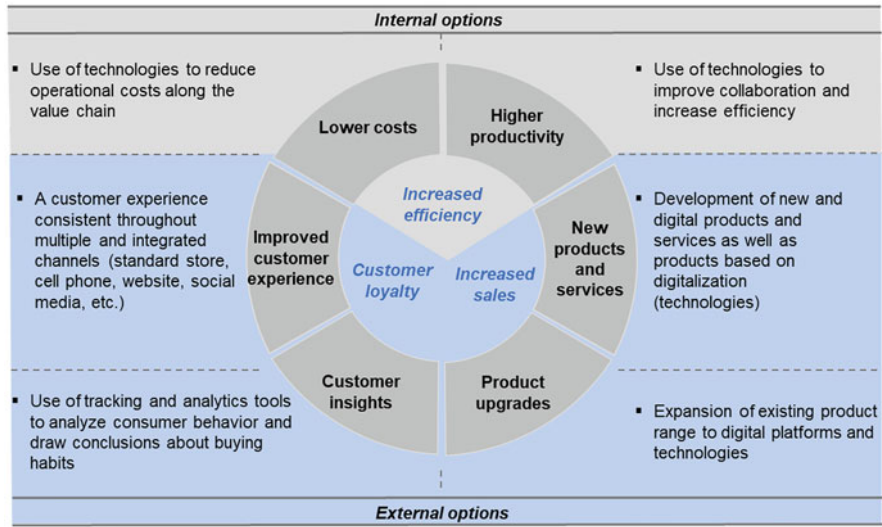 Internal options
▪ Use of technologies to reduce
operational costs along the
value chain
Lower costs
Higher
productivity
▪ Use of technologies to
improve collaboration and
increase efficiency
▪ A customer experience
consistent throughout
multiple and integrated
channels (standard store,
cell phone, website, social
media, etc.)
Improved
customer
experience
Increased
efficiency
Customer
loyalty
Increased
sales
New
products and
services
▪ Development of new and
digital products and
services as well as
products based on
digitalization
(technologies)
▪ Use of tracking and analytics tools
to analyze consumer behavior and
draw conclusions about buying
habits
Customer
insights
Product
upgrades
▪ Expansion of existing product
range to digital platforms and
technologies
External options